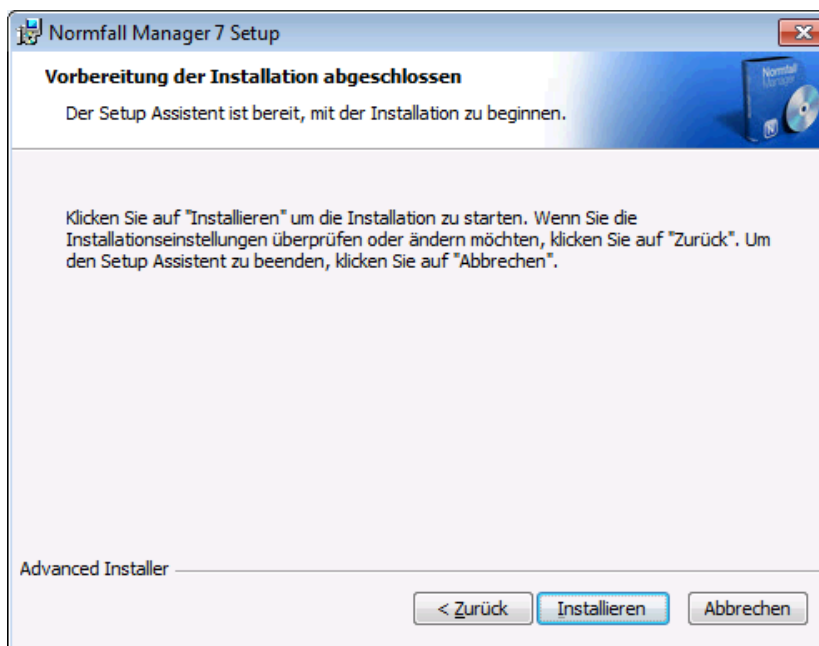 Normfall Manager 7 Setup
Vorbereitung der Installation abgeschlossen
Der Setup Assistent ist bereit, mit der Installation zu beginnen.
Normfall
Manager
N
Klicken Sie auf "Installieren" um die Installation zu starten. Wenn Sie die
Installationseinstellungen überprüfen oder ändern möchten, klicken Sie auf "Zurück". Um
den Setup Assistent zu beenden, klicken Sie auf "Abbrechen".
Advanced Installer
< Zurück
Installieren
Abbrechen